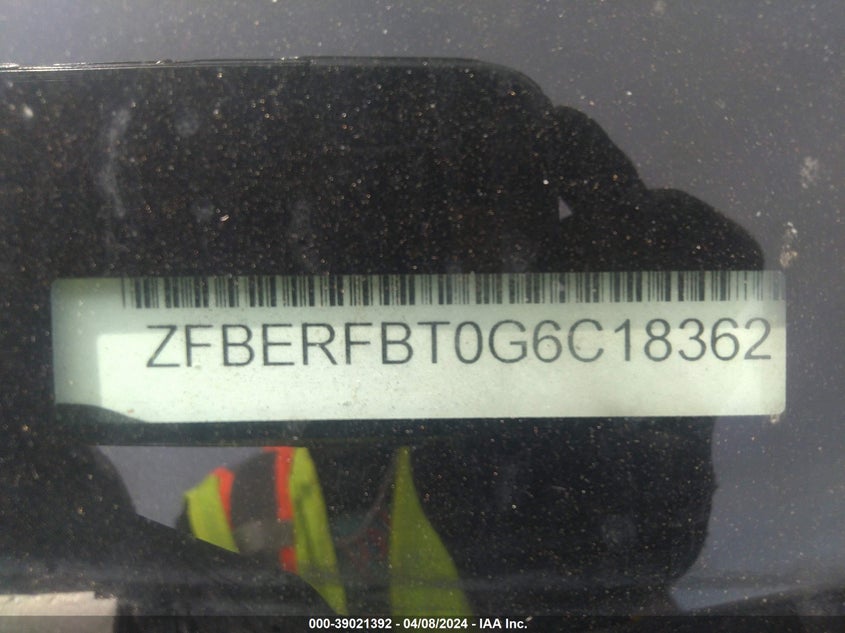 ZFBERFBT0G6C18362
000-39021392 - 04/08/2024 - IAA Inc.